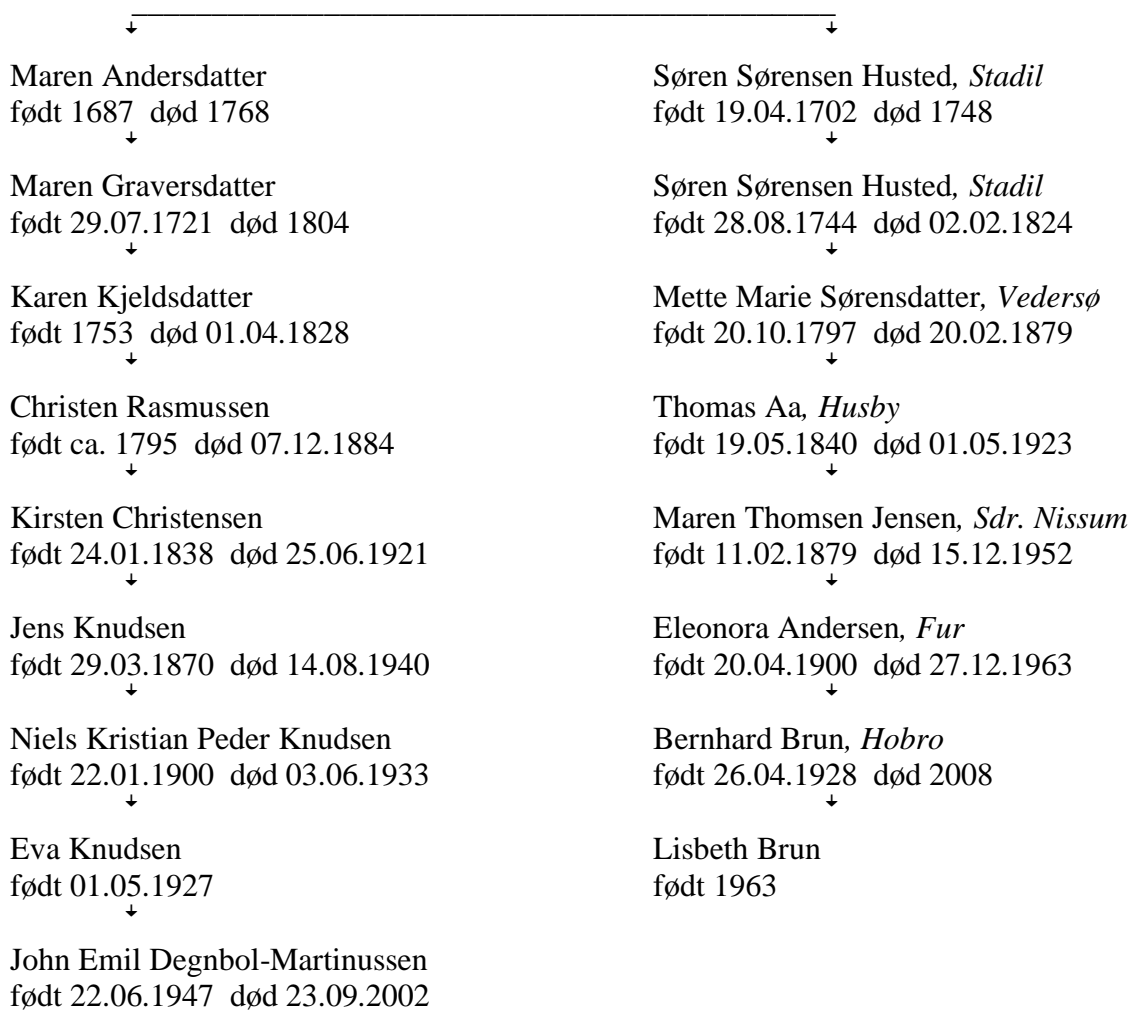 Maren Andersdatter
født 1687 død 1768
Maren Graversdatter
født 29.07.1721 død 1804
Karen Kjeldsdatter
født 1753 død 01.04.1828
Christen Rasmussen
født ca. 1795 død 07.12.1884
Kirsten Christensen
født 24.01.1838 død 25.06.1921
Jens Knudsen
født 29.03.1870 død 14.08.1940
Niels Kristian Peder Knudsen
født 22.01.1900 død 03.06.1933
Eva Knudsen
født 01.05.1927
John Emil Degnbol-Martinussen
født 22.06.1947 død 23.09.2002
Søren Sørensen Husted, Stadil
født 19.04.1702 død 1748
Søren Sørensen Husted, Stadil
født 28.08.1744 død 02.02.1824
Mette Marie Sørensdatter, Vedersø
født 20.10.1797 død 20.02.1879
Thomas Aa, Husby
født 19.05.1840 død 01.05.1923
Maren Thomsen Jensen, Sdr. Nissum
født 11.02.1879 død 15.12.1952
Eleonora Andersen, Fur
født 20.04.1900 død 27.12.1963
Bernhard Brun, Hobro
født 26.04.1928 død 2008
Lisbeth Brun
født 1963